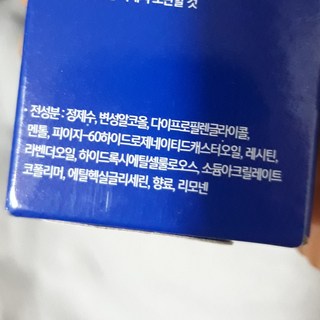 보관할 것
· 전성분 : 정제수, 변성알코올, 다이프로필렌글라이콜,
멘톨, 피이지-60하이드로제네이티드캐스터오일, 레시틴,
라벤더오일, 하이드록시에틸셀룰로오스, 소듐아크릴레이트
코폴리머, 에틸헥실글리세린, 향료, 리모넨